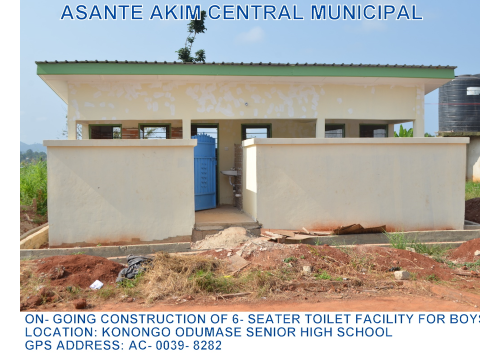 ASANTE AKIM CENTRAL MUNICIPAL
ON- GOING CONSTRUCTION OF 6- SEATER TOILET FACILITY FOR BOYS
LOCATION: KONONGO ODUMASE SENIOR HIGH SCHOOL
GPS ADDRESS: AC- 0039- 8282